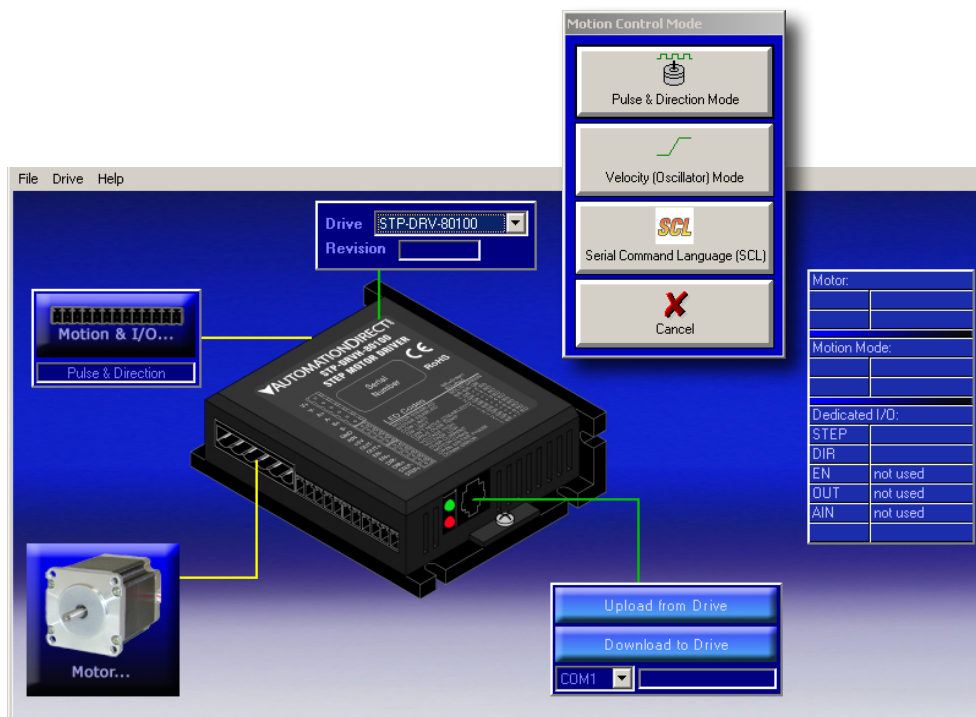 Motion Control Mode
Pulse & Direction Mode
Velocity (Oscillator) Mode
SCL
Serial Command Language (SCL)
Cancel
File Drive Help
Drive STP-DRV-80100
Revision
Motion & I/O...
Pulse & Direction
AUTOMATIONDIRECT
STP-DRVH-80100
STEP MOTOR DRIVER
CE
RoHS
Serial
Number
LED Codes
Motor:
Motion Mode:
Dedicated I/O:
STEP
DIR
EN not used
OUT not used
AIN not used
Motor...
Upload from Drive
Download to Drive
COM1